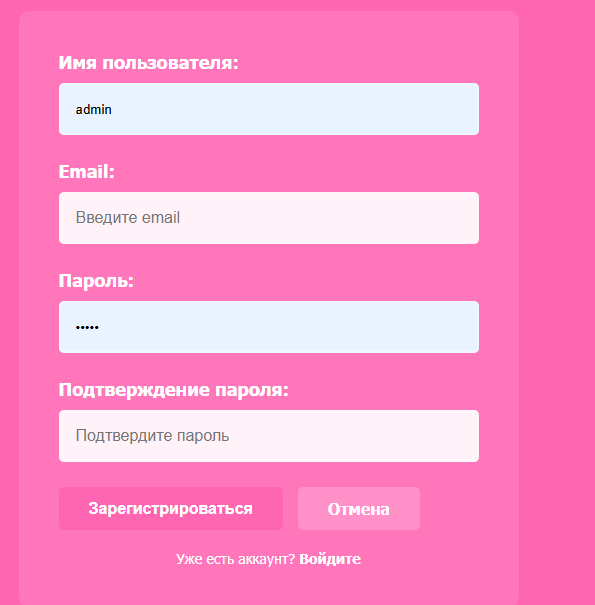 Имя пользователя:
admin
Email:
Введите email
Пароль:
•••••
Подтверждение пароля:
Подтвердите пароль
Зарегистрироваться
Отмена
Уже есть аккаунт? Войдите